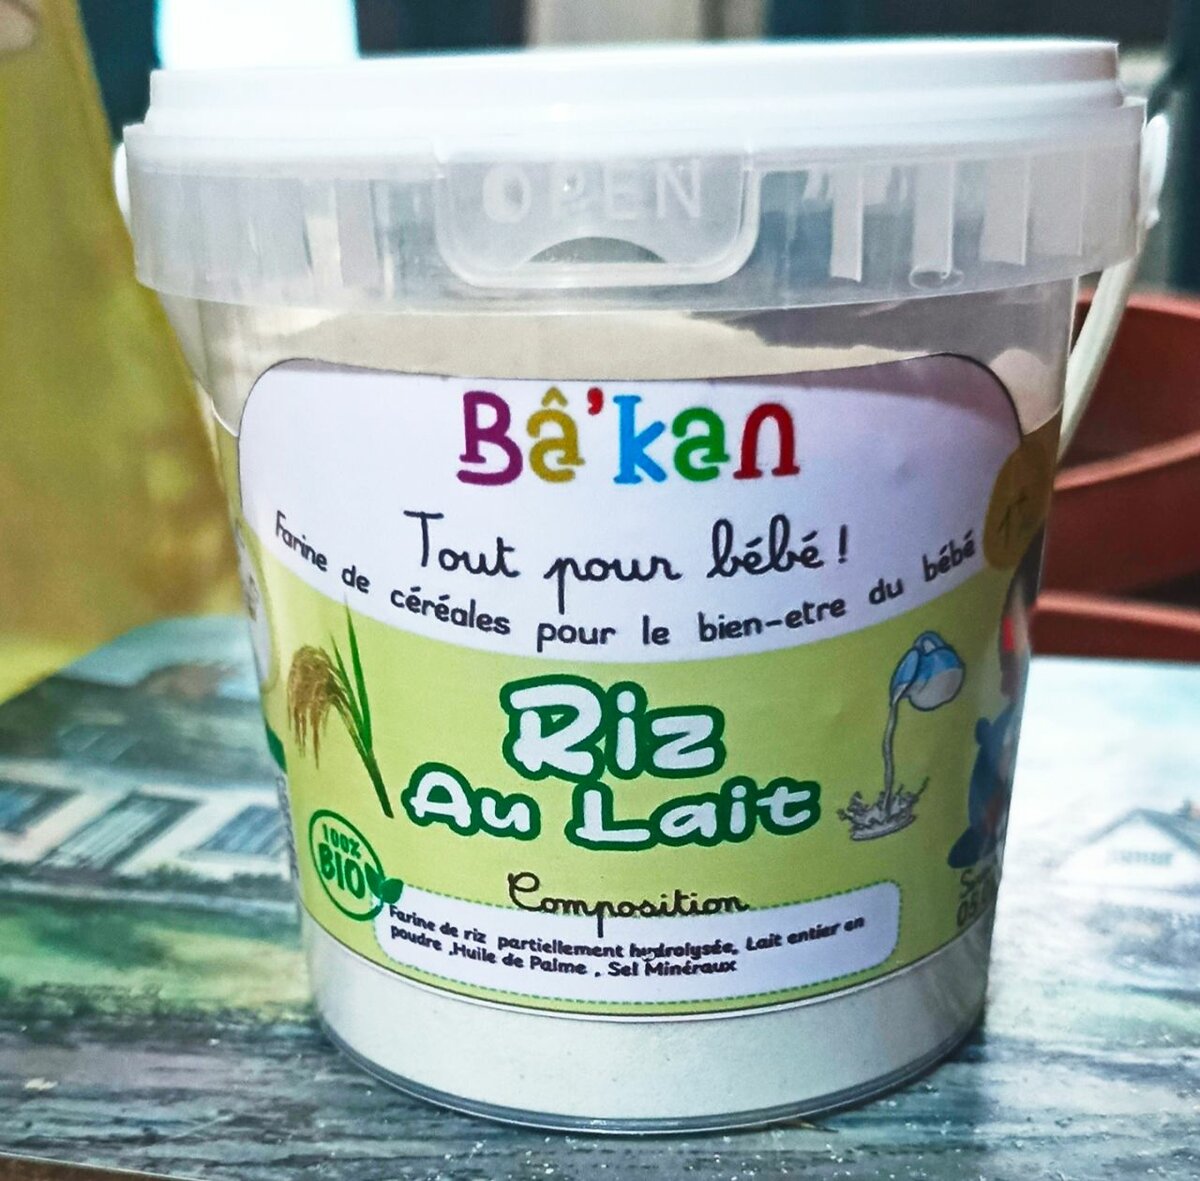 OPEN
Bâ'kan
Tout pour bébé !
Farine de céréales pour le bien-etre du bébé
Riz
Au Lait
100%
BIO
Composition
Farine de riz partiellement hydrolysée, Lait entier en
poudre ,Huile de Palme , Sel Minéraux